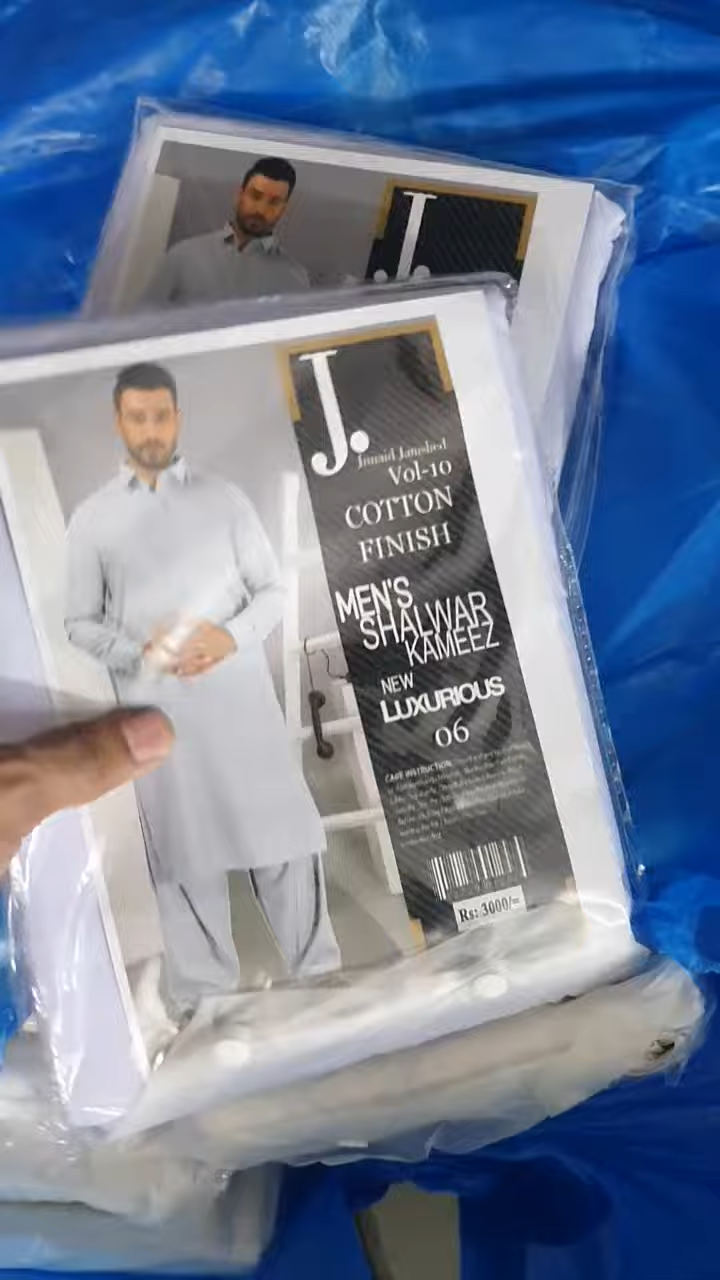 J.
J.
Junaid Jamshed
Vol-10
COTTON
FINISH
MEN'S
SHALWAR
KAMEEZ
NEW
LUXURIOUS
06
CARE INSTRUCTION
Rs: 3000/=